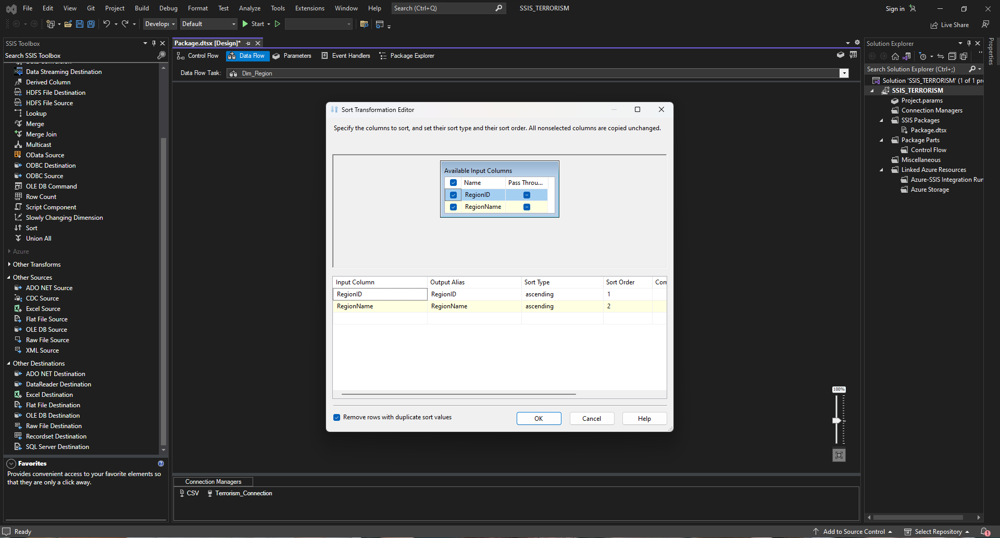 File Edit View Git Project Build Debug Format Test Analyze Tools Extensions Window Help Search (Ctrl+Q) SSIS_TERRORISM Sign in
Develop Default Start Live Share
SSIS Toolbox
Search SSIS Toolbox
Data Streaming Destination
Derived Column
HDFS File Destination
HDFS File Source
Lookup
Merge
Merge Join
Multicast
OData Source
ODBC Destination
ODBC Source
OLE DB Command
Row Count
Script Component
Slowly Changing Dimension
Sort
Union All
Azure
Other Transforms
Other Sources
ADO NET Source
CDC Source
Excel Source
Flat File Source
OLE DB Source
Raw File Source
XML Source
Other Destinations
ADO NET Destination
DataReader Destination
Excel Destination
Flat File Destination
OLE DB Destination
Raw File Destination
Recordset Destination
SQL Server Destination
Favorites
Provides convenient access to your favorite elements so
that they are only a click away.
Package.dtsx [Design]*
Control Flow Data Flow Parameters Event Handlers Package Explorer
Data Flow Task: Dim_Region
Sort Transformation Editor
Specify the columns to sort, and set their sort type and their sort order. All nonselected columns are copied unchanged.
Available Input Columns
Name Pass Throu...
RegionID
RegionName
Input Column Output Alias Sort Type Sort Order Com
RegionID RegionID ascending 1
RegionName RegionName ascending 2
Remove rows with duplicate sort values OK Cancel Help
100%
Connection Managers
CSV Terrorism_Connection
Solution Explorer
Search Solution Explorer (Ctrl+;)
Solution 'SSIS_TERRORISM' (1 of 1 pr
SSIS_TERRORISM
Project.params
Connection Managers
SSIS Packages
Package.dtsx
Package Parts
Control Flow
Miscellaneous
Linked Azure Resources
Azure-SSIS Integration Run
Azure Storage
Properties
Ready Add to Source Control Select Repository 1